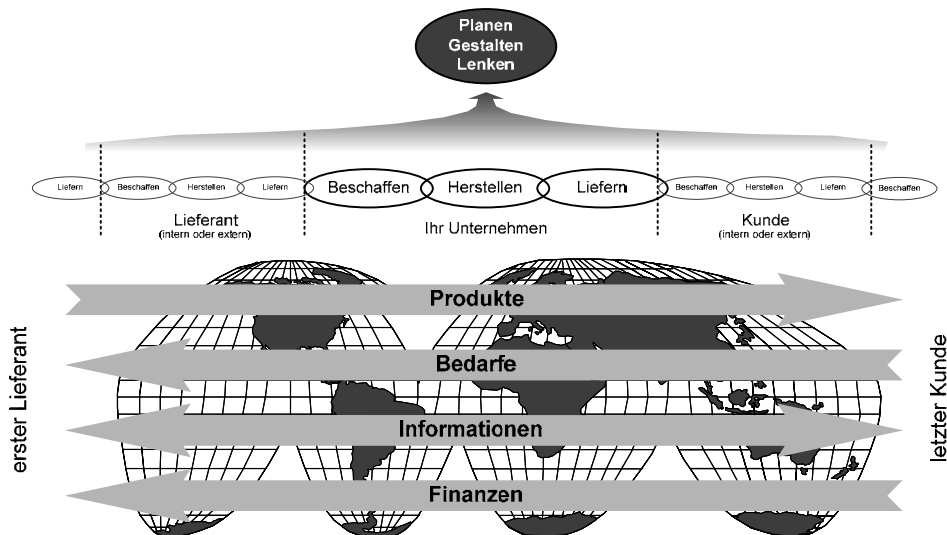 Planen
Gestalten
Lenken
Liefern
Beschaffen
Herstellen
Liefern
Beschaffen
Herstellen
Liefern
Beschaffen
Herstellen
Liefern
Beschaffen
Lieferant
(intern oder extern)
Ihr Unternehmen
Kunde
(intern oder extern)
erster Lieferant
Produkte
Bedarfe
Informationen
Finanzen
letzter Kunde